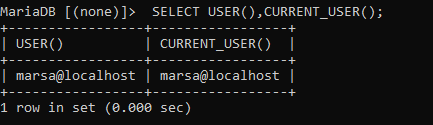 MariaDB [(none)]>  SELECT USER(),CURRENT_USER();
+-----------------+-----------------+
| USER()          | CURRENT_USER()  |
+-----------------+-----------------+
| marsa@localhost | marsa@localhost |
+-----------------+-----------------+
1 row in set (0.000 sec)